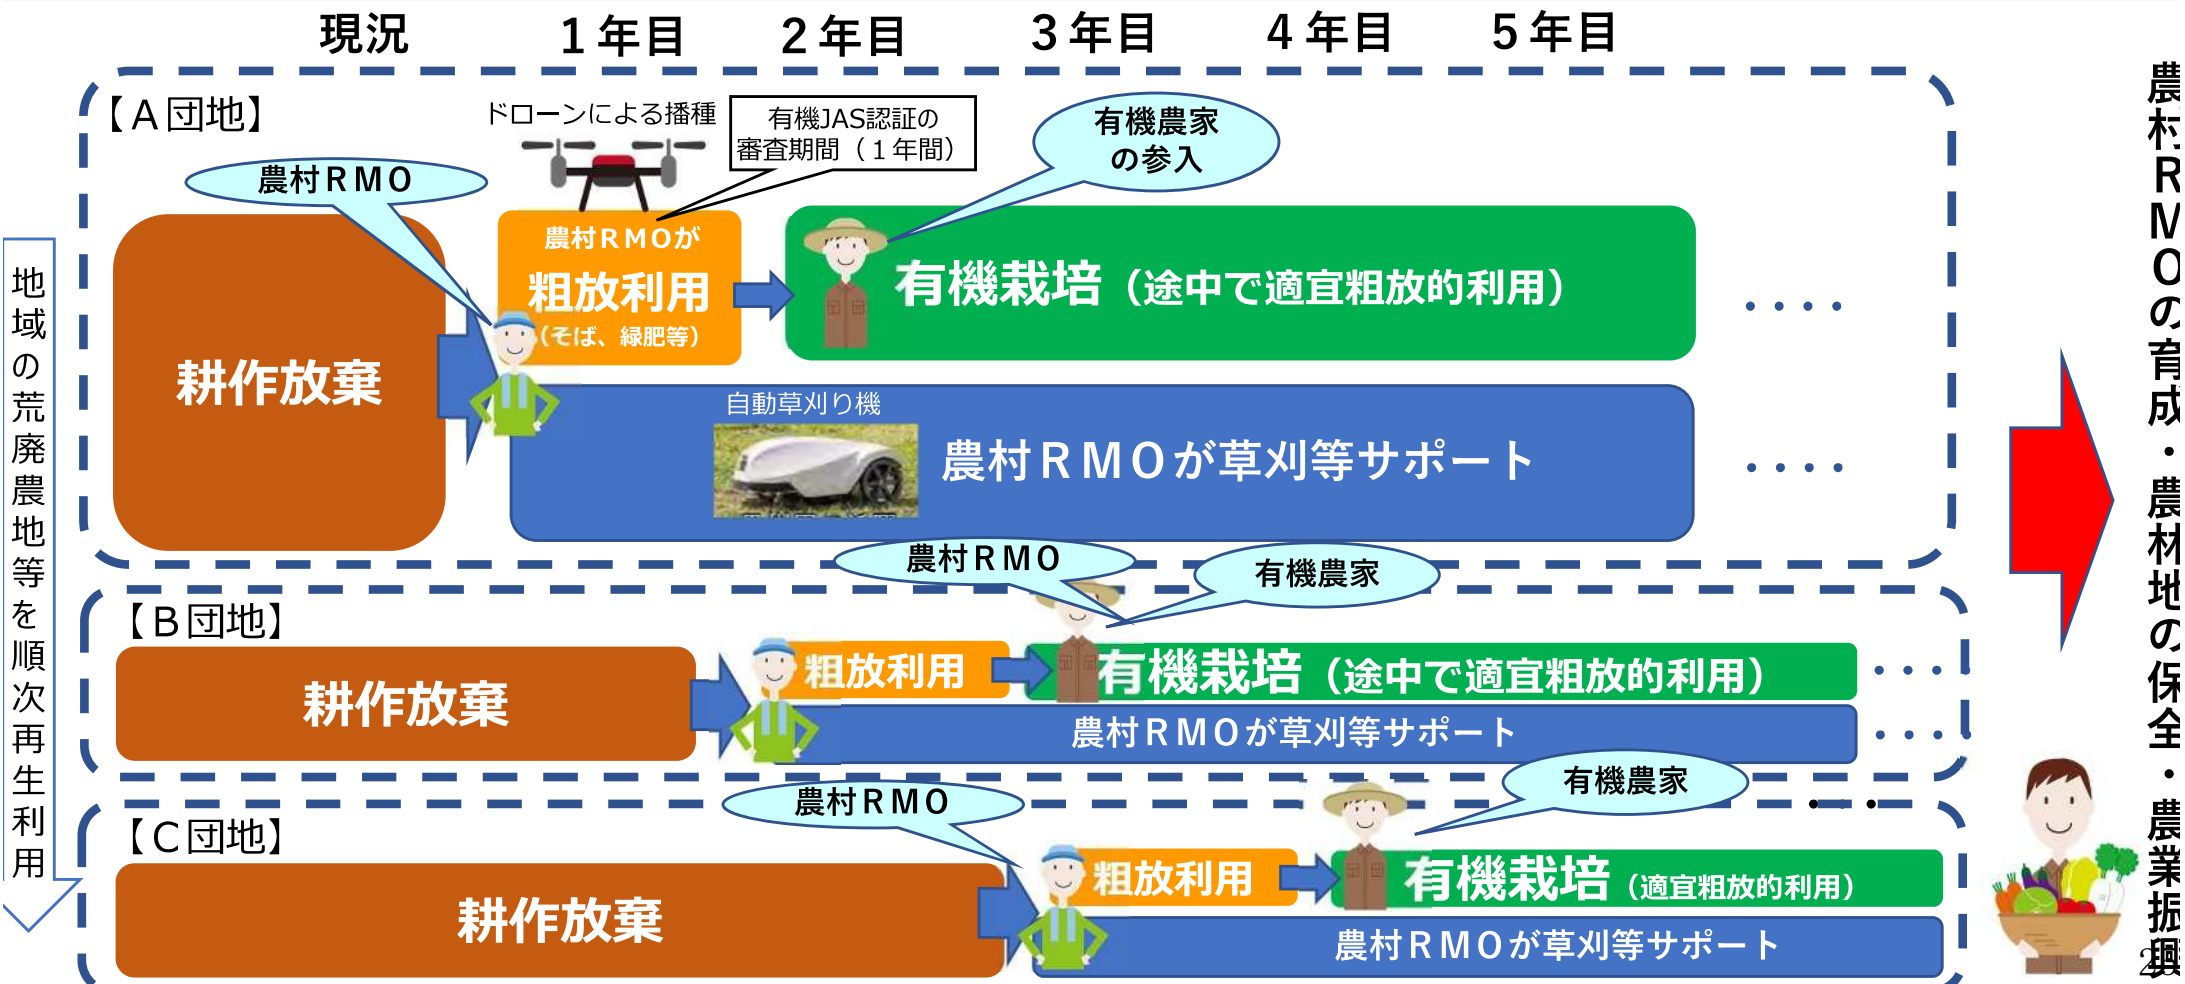 現況
１年目
２年目
３年目
４年目
５年目
【Ａ団地】
ドローンによる播種
有機JAS認証の
審査期間（１年間）
有機農家
の参入
農村ＲＭＯ
農村ＲＭＯが
粗放利用
（そば、緑肥等）
有機栽培（途中で適宜粗放的利用）
・・・・
耕作放棄
自動草刈り機
農村ＲＭＯが草刈等サポート
・・・・
農村ＲＭＯ
有機農家
【Ｂ団地】
耕作放棄
粗放利用
有機栽培（途中で適宜粗放的利用）
・・・・
農村ＲＭＯが草刈等サポート
・・・・
農村ＲＭＯ
有機農家
・・・
【Ｃ団地】
耕作放棄
粗放利用
有機栽培（適宜粗放的利用）
農村ＲＭＯが草刈等サポート
地域の荒廃農地等を順次再生利用
農村ＲＭＯの育成・農林地の保全・農業振興